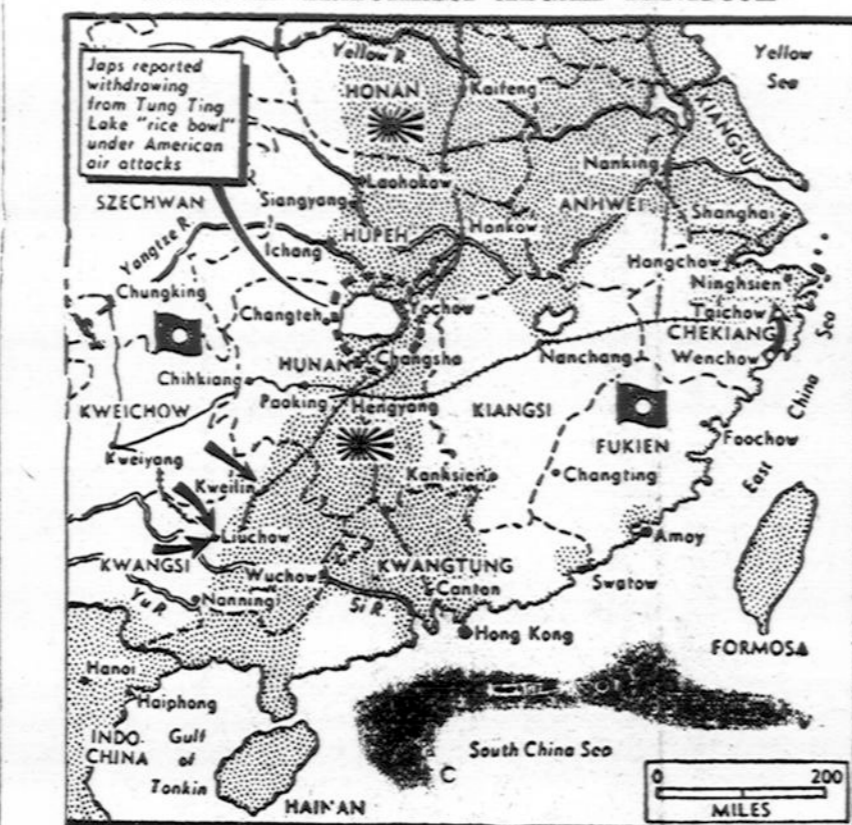 Yellow R.
Yellow
Sea
Japs reported
withdrawing
from Tung Ting
Lake "rice bowl"
under American
air attacks
HONAN
Kaifeng
KIANGSU
Nanking
Laohokow
SZECHWAN
Siangyang
ANHWEI
Shanghai
HUPEH
Hankow
Yangtze R.
Ichang
Hangchow
Chungking
Ninghsien
Changteh
Yochow
Taichow
CHEKIANG
HUNAN
Changsha
Nanchang
Wenchow
Chihkiang
East China Sea
Paoking
Hengyang
KWEICHOW
KIANGSI
FUKIEN
Foochow
Kweiyang
Kanhsien
Changting
Kweilin
Liuchow
Amoy
KWANGSI
Wuchow
KWANGTUNG
Canton
Swatow
Yu R.
Nanning
Si R.
Hong Kong
FORMOSA
Hanoi
Haiphong
INDO-
CHINA
Gulf
of
Tonkin
South China Sea
C
0 200
MILES
HAINAN